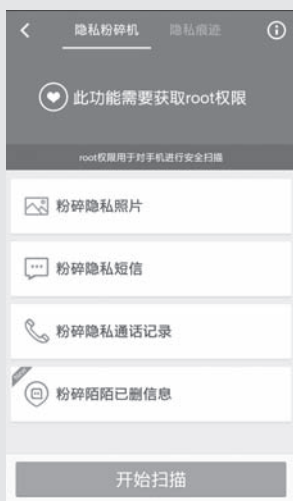 隐私粉碎机 隐私痕迹
此功能需要获取root权限
root权限用于对手机进行安全扫描
粉碎隐私照片
粉碎隐私短信
粉碎隐私通话记录
粉碎陌陌已删信息
开始扫描